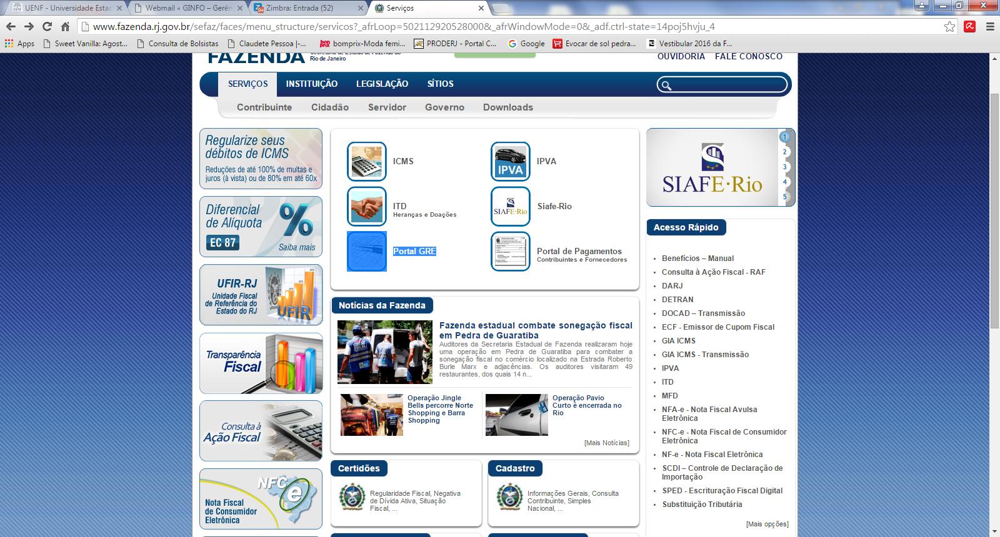 UENF - Universidade Estac
Webmail « GINFO – Gerên
Zimbra: Entrada (52)
Serviços
www.fazenda.rj.gov.br/sefaz/faces/menu_structure/servicos?_afrLoop=502112920528000&_afrWindowMode=0&_adf.ctrl-state=14poj5hvju_4
Apps
Sweet Vanilla: Agost...
Consulta de Bolsistas
Claudete Pessoa |-...
bomprix-Moda femi...
PRODERJ - Portal C...
Google
Evocar de sol pedra...
Vestibular 2016 da F...
FAZENDA
Secretaria de Estado de Fazenda do
Rio de Janeiro
OUVIDORIA FALE CONOSCO
SERVIÇOS INSTITUIÇÃO LEGISLAÇÃO SÍTIOS
Contribuinte Cidadão Servidor Governo Downloads
Regularize seus
débitos de ICMS
Reduções de até 100% de multas e
juros (à vista) ou de 80% em até 60x
Diferencial
de Alíquota
%
EC 87
Saiba mais
UFIR-RJ
Unidade Fiscal
de Referência do
Estado do RJ
UFIR
Transparência
Fiscal
Consulta à
Ação Fiscal
NFC
e
Nota Fiscal
de Consumidor
Eletrônica
ICMS
IPVA
IPVA
ITD
Heranças e Doações
SIAFE·Rio
Siafe-Rio
Portal GRE
Portal de Pagamentos
Contribuintes e Fornecedores
Notícias da Fazenda
Fazenda estadual combate sonegação fiscal
em Pedra de Guaratiba
Auditores da Secretaria Estadual de Fazenda realizaram hoje
uma operação em Pedra de Guaratiba para combater a
sonegação fiscal no comércio localizado na Estrada Roberto
Burle Marx e adjacências. Os auditores visitaram 49
restaurantes, dos quais 14 n...
Operação Jingle
Bells percorre Norte
Shopping e Barra
Shopping
Operação Pavio
Curto é encerrada no
Rio
[Mais Notícias]
Certidões
Regularidade Fiscal, Negativa
de Dívida Ativa, Situação
Fiscal, ...
Cadastro
Informações Gerais, Consulta
Contribuinte, Simples
Nacional, ...
SIAFE·Rio
1
2
3
4
5
Acesso Rápido
Benefícios – Manual
Consulta à Ação Fiscal - RAF
DARJ
DETRAN
DOCAD – Transmissão
ECF - Emissor de Cupom Fiscal
GIA ICMS
GIA ICMS - Transmissão
IPVA
ITD
MFD
NFA-e - Nota Fiscal Avulsa
Eletrônica
NFC-e - Nota Fiscal de Consumidor
Eletrônica
NF-e - Nota Fiscal Eletrônica
SCDI – Controle de Declaração de
Importação
SPED - Escrituração Fiscal Digital
Substituição Tributária
[Mais opções]